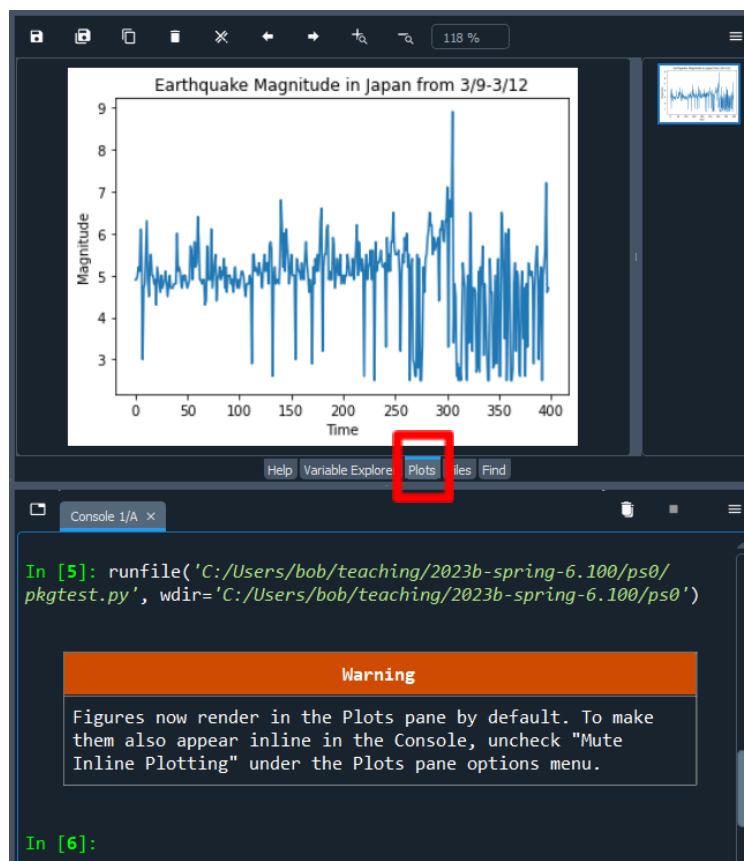 118 %
Earthquake Magnitude in Japan from 3/9-3/12
Magnitude
9
8
7
6
5
4
3
0 50 100 150 200 250 300 350 400
Time
Help Variable Explore Plots iles Find
Console 1/A ×
In [5]: runfile('C:/Users/bob/teaching/2023b-spring-6.100/ps0/
pkgtest.py', wdir='C:/Users/bob/teaching/2023b-spring-6.100/ps0')
Warning
Figures now render in the Plots pane by default. To make
them also appear inline in the Console, uncheck "Mute
Inline Plotting" under the Plots pane options menu.
In [6]: